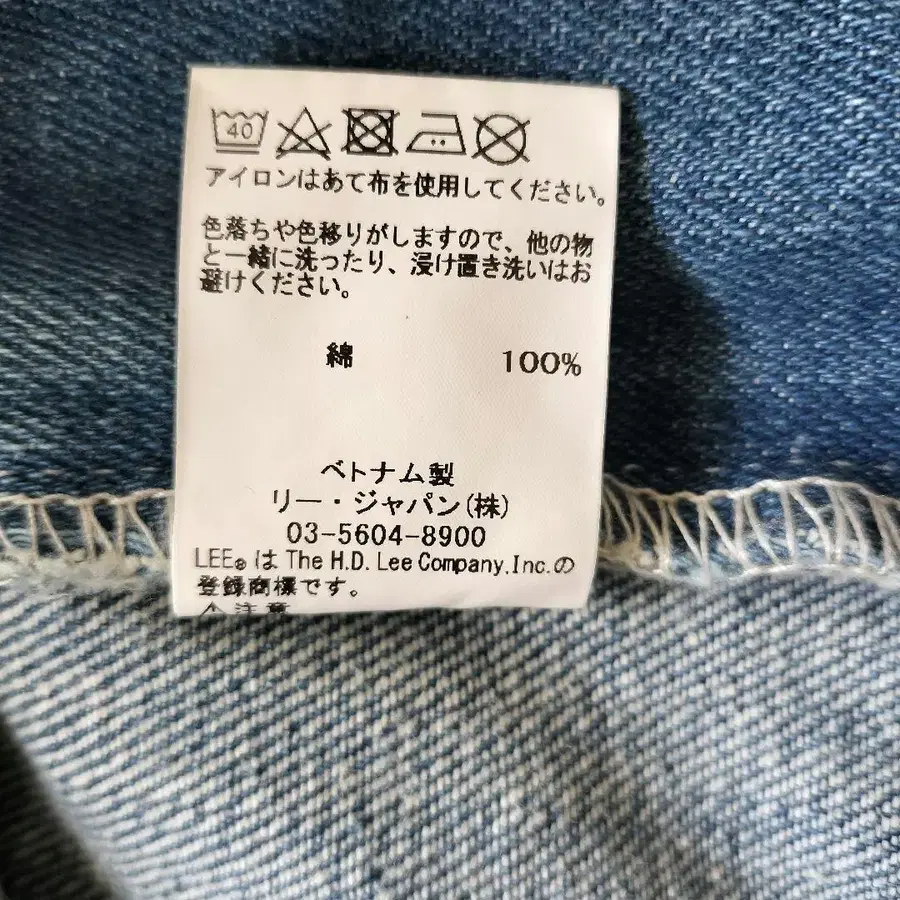 40
アイロンはあて布を使用してください。
色落ちや色移りがしますので、他の物
と一緒に洗ったり、浸け置き洗いはお
避けください。
綿 100%
ベトナム製
リー・ジャパン(株)
03-5604-8900
LEE®は The H.D. Lee Company,Inc.の
登録商標です。
⚠注意